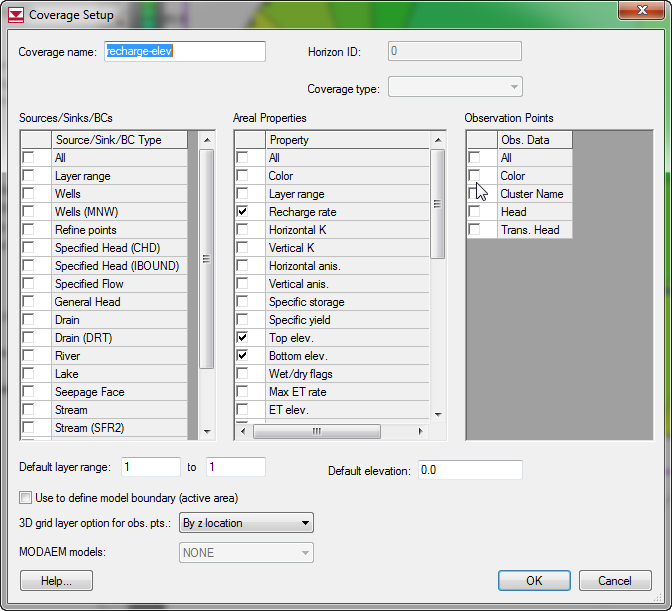 Coverage Setup
Coverage name: recharge-elev
Horizon ID: 0
Coverage type:
Sources/Sinks/BCs
Source/Sink/BC Type
All
Layer range
Wells
Wells (MNW)
Refine points
Specified Head (CHD)
Specified Head (IBOUND)
Specified Flow
General Head
Drain
Drain (DRT)
River
Lake
Seepage Face
Stream
Stream (SFR2)
Areal Properties
Property
All
Color
Layer range
Recharge rate
Horizontal K
Vertical K
Horizontal anis.
Vertical anis.
Specific storage
Specific yield
Top elev.
Bottom elev.
Wet/dry flags
Max ET rate
ET elev.
Observation Points
Obs. Data
All
Color
Cluster Name
Head
Trans. Head
Default layer range: 1 to 1
Default elevation: 0.0
Use to define model boundary (active area)
3D grid layer option for obs. pts.: By z location
MODAEM models: NONE
Help... OK Cancel